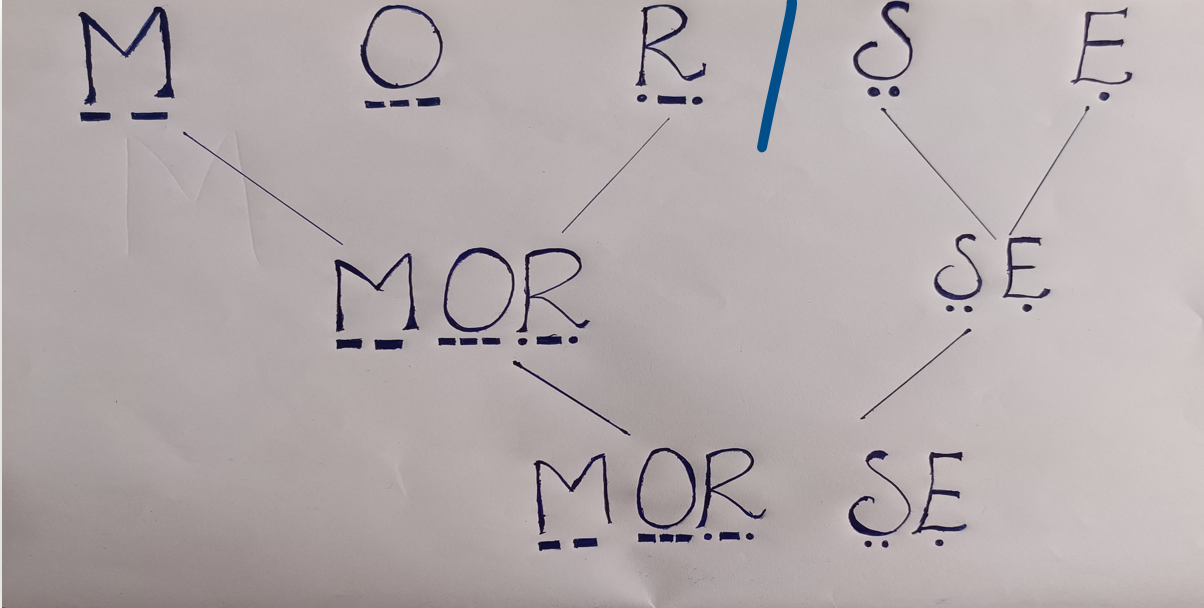 M O R / S E
-- --- .-. .. .
MOR SE
-- --- .-. .. .
MOR SE
-- --- .-. .. .